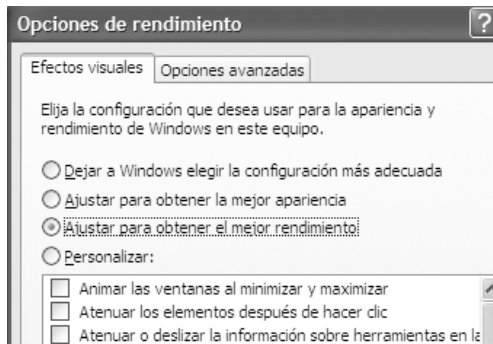 Opciones de rendimiento ?
Efectos visuales Opciones avanzadas
Elija la configuración que desea usar para la apariencia y
rendimiento de Windows en este equipo.
Dejar a Windows elegir la configuración más adecuada
Ajustar para obtener la mejor apariencia
Ajustar para obtener el mejor rendimiento
Personalizar:
Animar las ventanas al minimizar y maximizar
Atenuar los elementos después de hacer clic
Atenuar o deslizar la información sobre herramientas en la